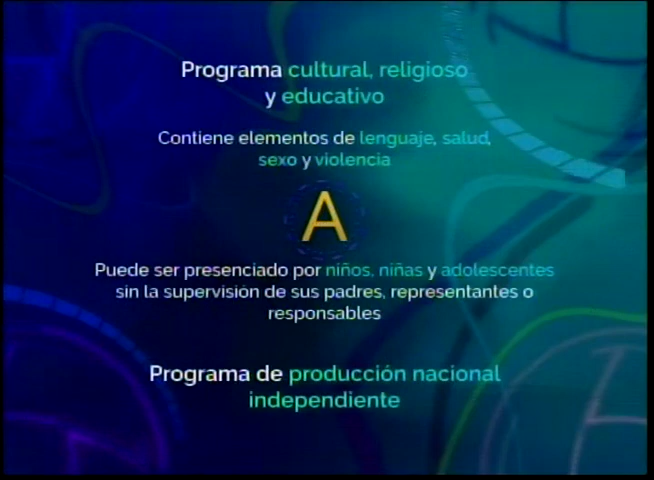 Programa cultural, religioso
y educativo
Contiene elementos de lenguaje, salud,
sexo y violencia
A
Puede ser presenciado por niños, niñas y adolescentes
sin la supervisión de sus padres, representantes o
responsables
Programa de producción nacional
independiente